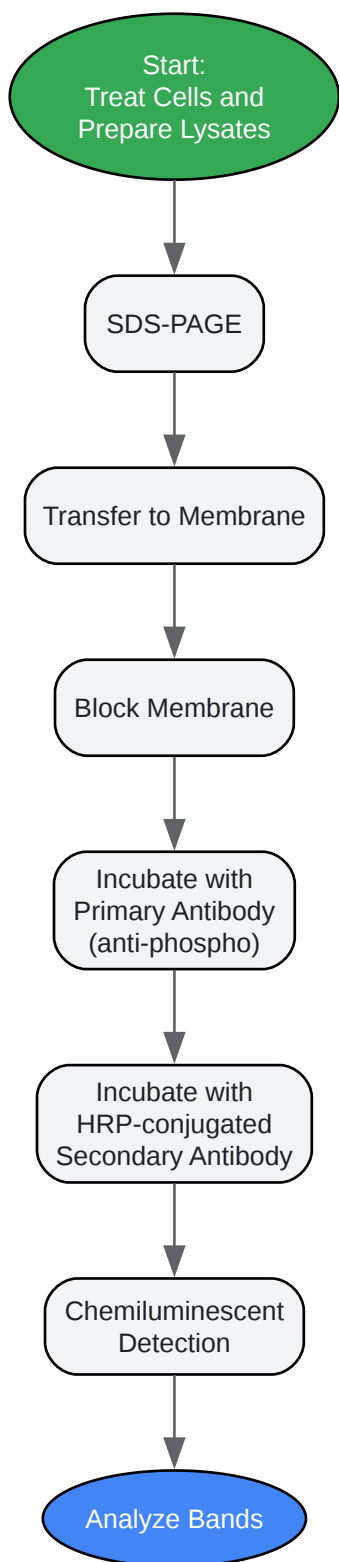 Start:
Treat Cells and
Prepare Lysates
SDS-PAGE
Transfer to Membrane
Block Membrane
Incubate with
Primary Antibody
(anti-phospho)
Incubate with
HRP-conjugated
Secondary Antibody
Chemiluminescent
Detection
Analyze Bands